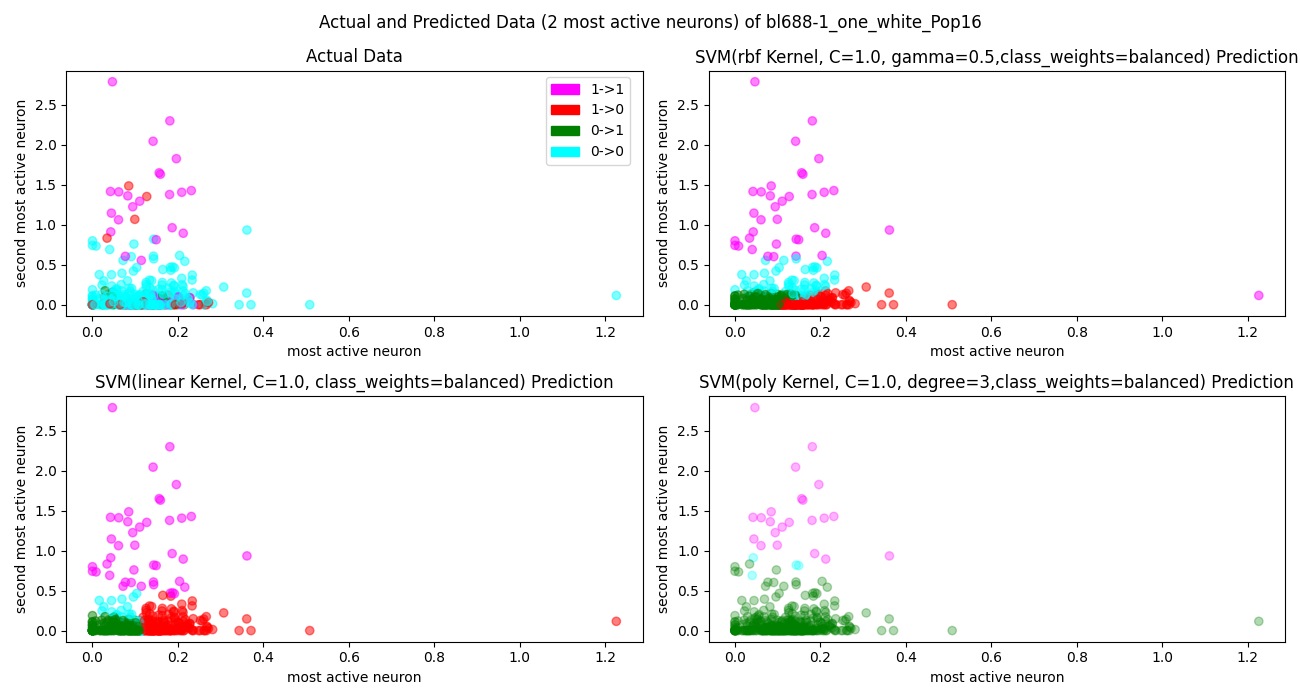 Actual and Predicted Data (2 most active neurons) of bl688-1_one_white_Pop16
Actual Data
2.5
2.0
1.5
1.0
0.5
0.0
second most active neuron
1->1
1->0
0->1
0->0
0.0 0.2 0.4 0.6 0.8 1.0 1.2
most active neuron
SVM(rbf Kernel, C=1.0, gamma=0.5,class_weights=balanced) Prediction
2.5
2.0
1.5
1.0
0.5
0.0
second most active neuron
0.0 0.2 0.4 0.6 0.8 1.0 1.2
most active neuron
SVM(linear Kernel, C=1.0, class_weights=balanced) Prediction
2.5
2.0
1.5
1.0
0.5
0.0
second most active neuron
0.0 0.2 0.4 0.6 0.8 1.0 1.2
most active neuron
SVM(poly Kernel, C=1.0, degree=3,class_weights=balanced) Prediction
2.5
2.0
1.5
1.0
0.5
0.0
second most active neuron
0.0 0.2 0.4 0.6 0.8 1.0 1.2
most active neuron